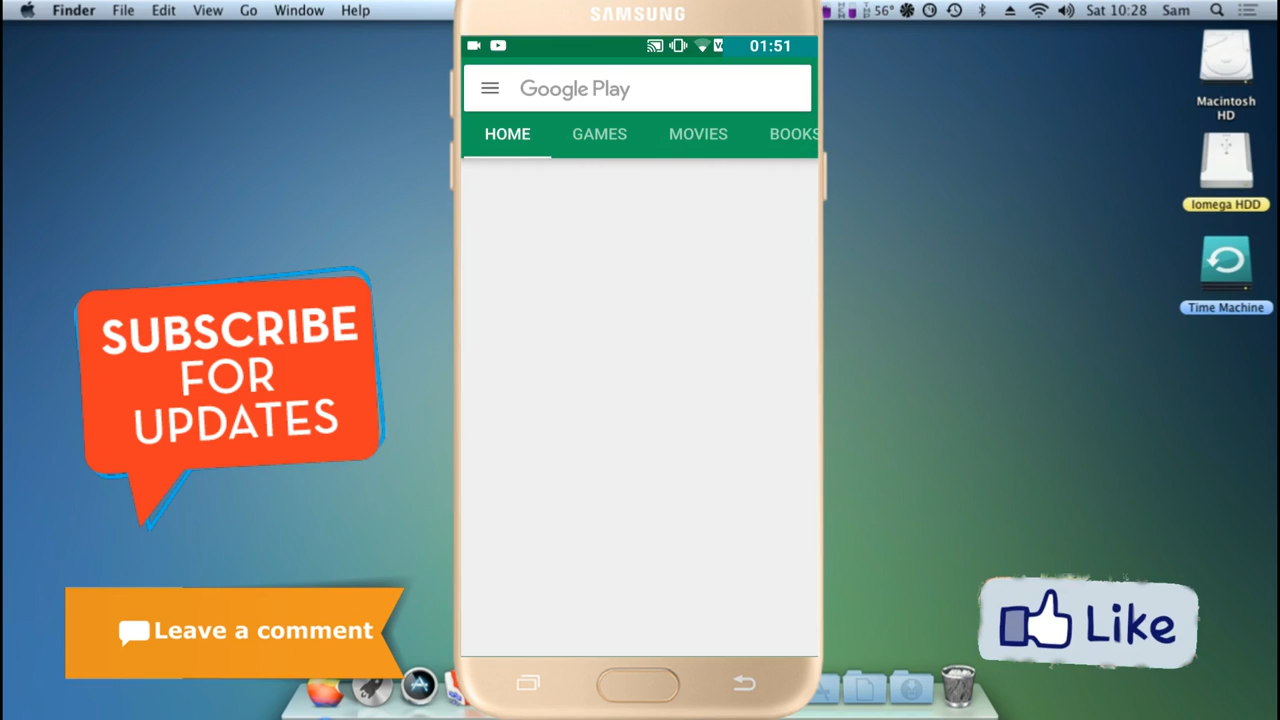 Finder File Edit View Go Window Help
56° Sat 10:28 Sam
SAMSUNG
01:51
Google Play
HOME GAMES MOVIES BOOKS
Macintosh
HD
Iomega HDD
Time Machine
SUBSCRIBE
FOR
UPDATES
Leave a comment
Like